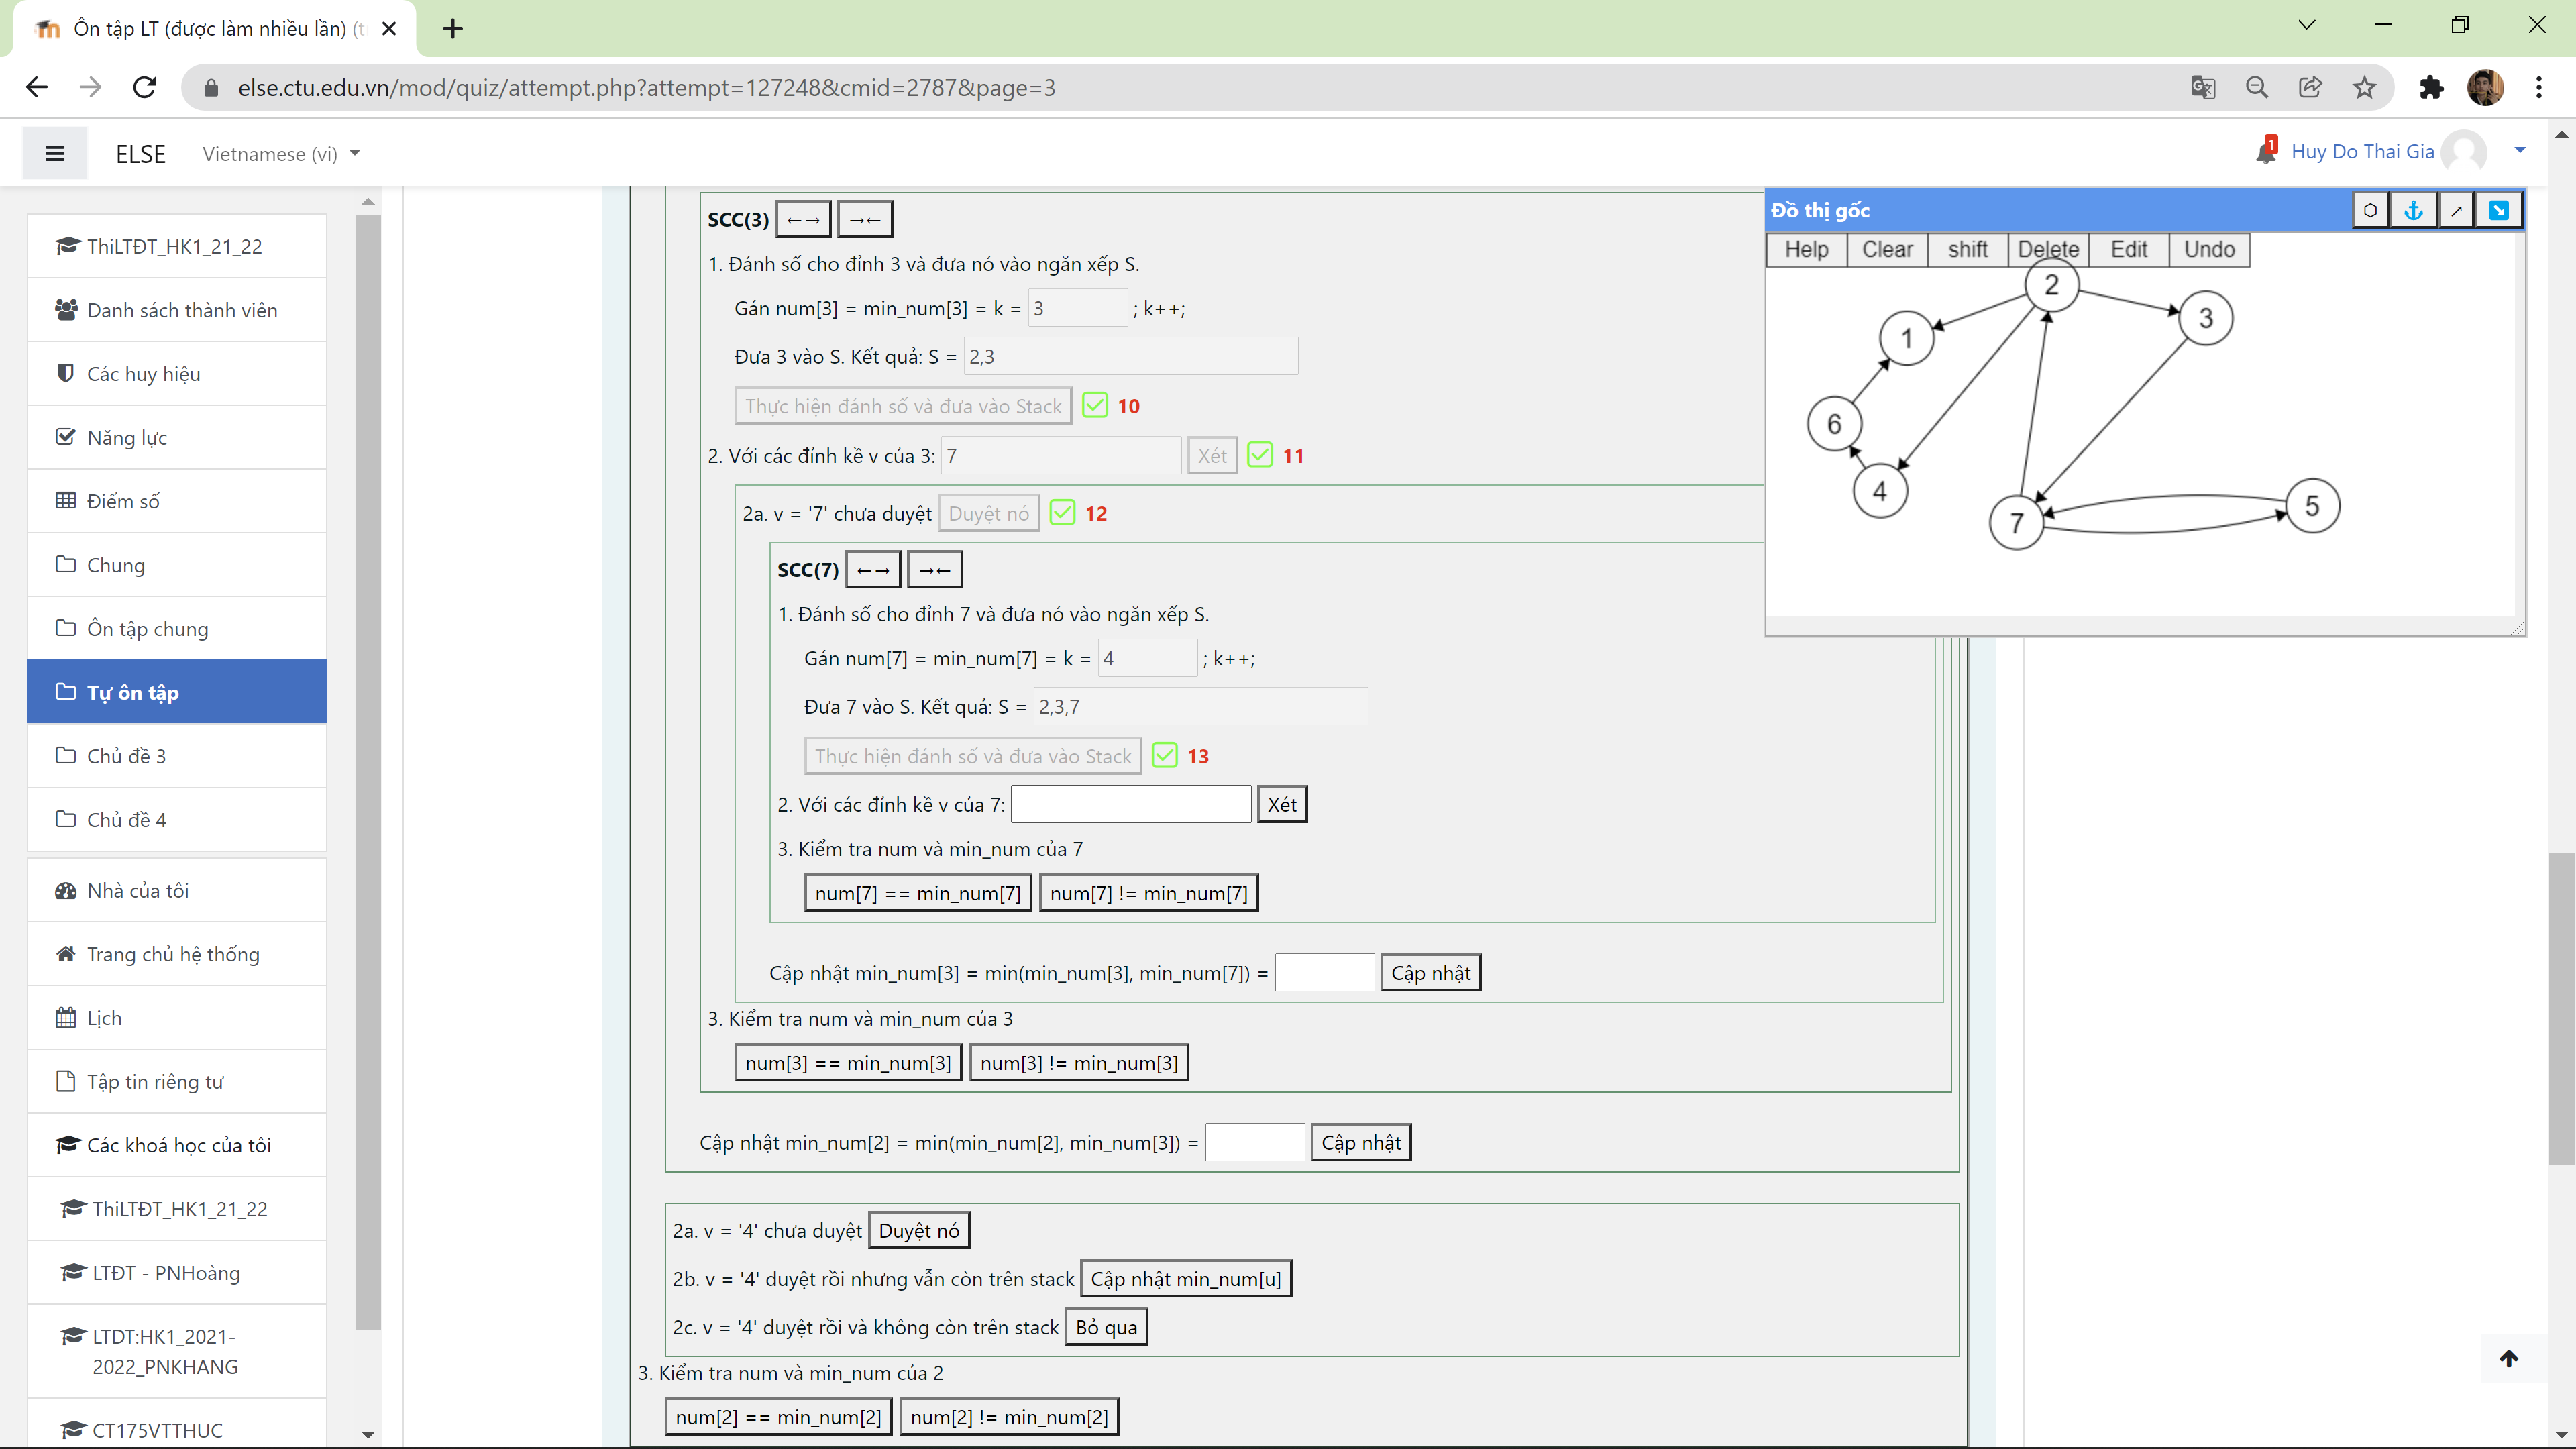 Ôn tập LT (được làm nhiều lần) (t
else.ctu.edu.vn/mod/quiz/attempt.php?attempt=127248&cmid=2787&page=3
ELSE
Vietnamese (vi)
1
Huy Do Thai Gia
ThiLTĐT_HK1_21_22
Danh sách thành viên
Các huy hiệu
Năng lực
Điểm số
Chung
Ôn tập chung
Tự ôn tập
Chủ đề 3
Chủ đề 4
Nhà của tôi
Trang chủ hệ thống
Lịch
Tập tin riêng tư
Các khoá học của tôi
ThiLTĐT_HK1_21_22
LTĐT - PNHoàng
LTDT:HK1_2021-
2022_PNKHANG
CT175VTTHUC
SCC(3) ←→ →←
1. Đánh số cho đỉnh 3 và đưa nó vào ngăn xếp S.
Gán num[3] = min_num[3] = k = 3 ; k++;
Đưa 3 vào S. Kết quả: S = 2,3
Thực hiện đánh số và đưa vào Stack 10
2. Với các đỉnh kề v của 3: 7 Xét 11
2a. v = '7' chưa duyệt Duyệt nó 12
SCC(7) ←→ →←
1. Đánh số cho đỉnh 7 và đưa nó vào ngăn xếp S.
Gán num[7] = min_num[7] = k = 4 ; k++;
Đưa 7 vào S. Kết quả: S = 2,3,7
Thực hiện đánh số và đưa vào Stack 13
2. Với các đỉnh kề v của 7: Xét
3. Kiểm tra num và min_num của 7
num[7] == min_num[7] num[7] != min_num[7]
Cập nhật min_num[3] = min(min_num[3], min_num[7]) = Cập nhật
3. Kiểm tra num và min_num của 3
num[3] == min_num[3] num[3] != min_num[3]
Cập nhật min_num[2] = min(min_num[2], min_num[3]) = Cập nhật
2a. v = '4' chưa duyệt Duyệt nó
2b. v = '4' duyệt rồi nhưng vẫn còn trên stack Cập nhật min_num[u]
2c. v = '4' duyệt rồi và không còn trên stack Bỏ qua
3. Kiểm tra num và min_num của 2
num[2] == min_num[2] num[2] != min_num[2]
Đồ thị gốc
Help Clear shift Delete Edit Undo
2
3
1
6
4
7
5